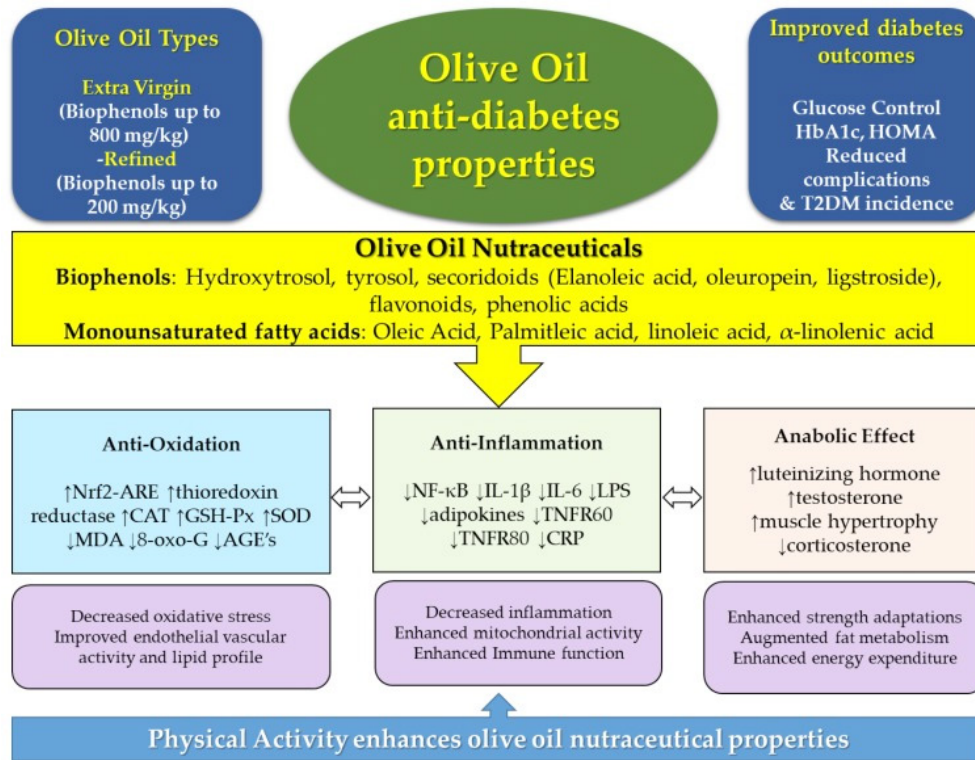 Olive Oil Types
Extra Virgin
(Biophenols up to
800 mg/kg)
-Refined
(Biophenols up to
200 mg/kg)
Olive Oil
anti-diabetes
properties
Improved diabetes
outcomes
Glucose Control
HbA1c, HOMA
Reduced
complications
& T2DM incidence
Olive Oil Nutraceuticals
Biophenols: Hydroxytrosol, tyrosol, secoridoids (Elanoleic acid, oleuropein, ligstroside),
flavonoids, phenolic acids
Monounsaturated fatty acids: Oleic Acid, Palmitleic acid, linoleic acid, α-linolenic acid
Anti-Oxidation
↑Nrf2-ARE ↑thioredoxin
reductase ↑CAT ↑GSH-Px ↑SOD
↓MDA ↓8-oxo-G ↓AGE's
Anti-Inflammation
↓NF-κB ↓IL-1β ↓IL-6 ↓LPS
↓adipokines ↓TNFR60
↓TNFR80 ↓CRP
Anabolic Effect
↑luteinizing hormone
↑testosterone
↑muscle hypertrophy
↓corticosterone
Decreased oxidative stress
Improved endothelial vascular
activity and lipid profile
Decreased inflammation
Enhanced mitochondrial activity
Enhanced Immune function
Enhanced strength adaptations
Augmented fat metabolism
Enhanced energy expenditure
Physical Activity enhances olive oil nutraceutical properties